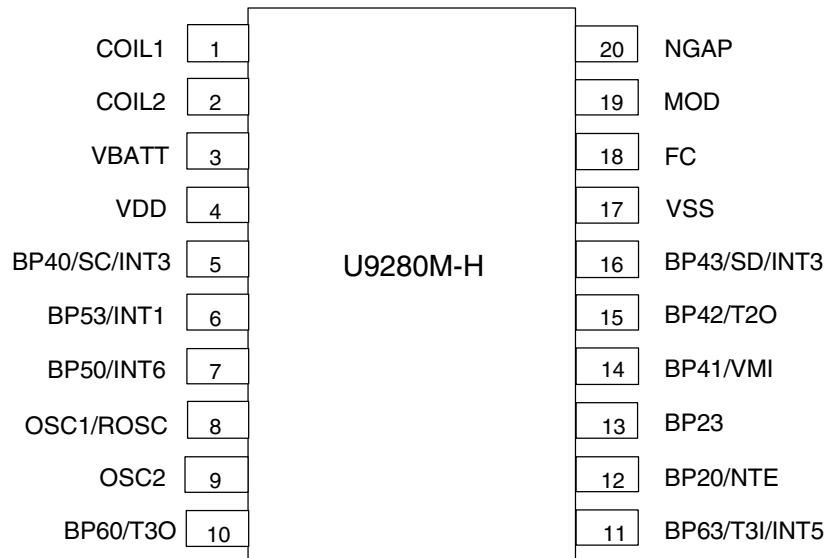 COIL1 1 20 NGAP
COIL2 2 19 MOD
VBATT 3 18 FC
VDD 4 17 VSS
BP40/SC/INT3 5 U9280M-H 16 BP43/SD/INT3
BP53/INT1 6 15 BP42/T2O
BP50/INT6 7 14 BP41/VMI
OSC1/ROSC 8 13 BP23
OSC2 9 12 BP20/NTE
BP60/T3O 10 11 BP63/T3I/INT5